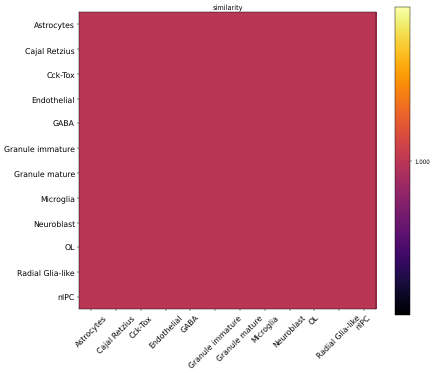 similarity
Astrocytes
Cajal Retzius
Cck-Tox
Endothelial
GABA
Granule immature
Granule mature
Microglia
Neuroblast
OL
Radial Glia-like
nIPC
1.000
Astrocytes
Cajal Retzius
Cck-Tox
Endothelial
GABA
Granule immature
Granule mature
Microglia
Neuroblast
OL
Radial Glia-like
nIPC